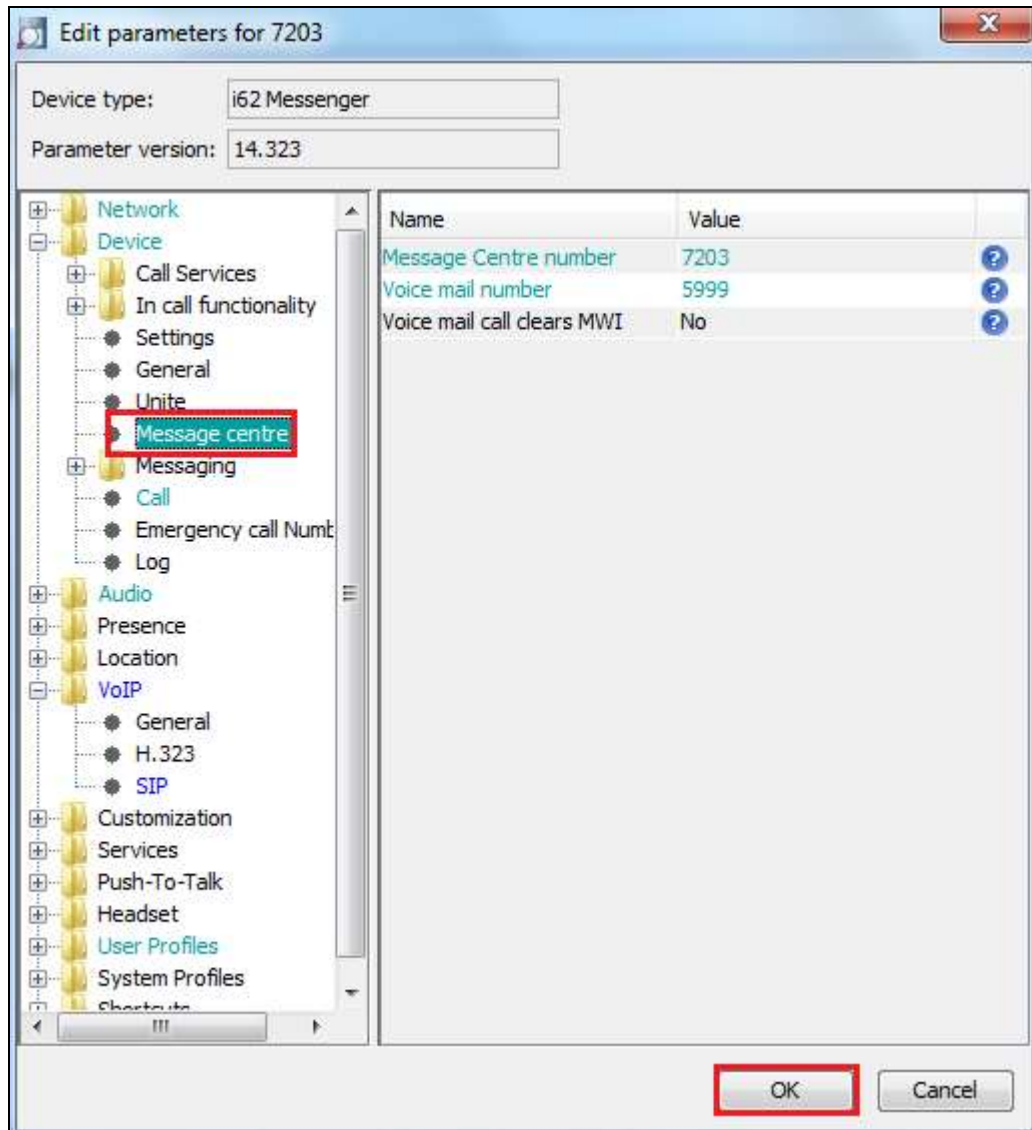 Edit parameters for 7203
Device type: i62 Messenger
Parameter version: 14.323
Network
Device
Call Services
In call functionality
Settings
General
Unite
Message centre
Messaging
Call
Emergency call Numb
Log
Audio
Presence
Location
VoIP
General
H.323
SIP
Customization
Services
Push-To-Talk
Headset
User Profiles
System Profiles
Shortcuts
Name Value
Message Centre number 7203
Voice mail number 5999
Voice mail call clears MWI No
OK Cancel